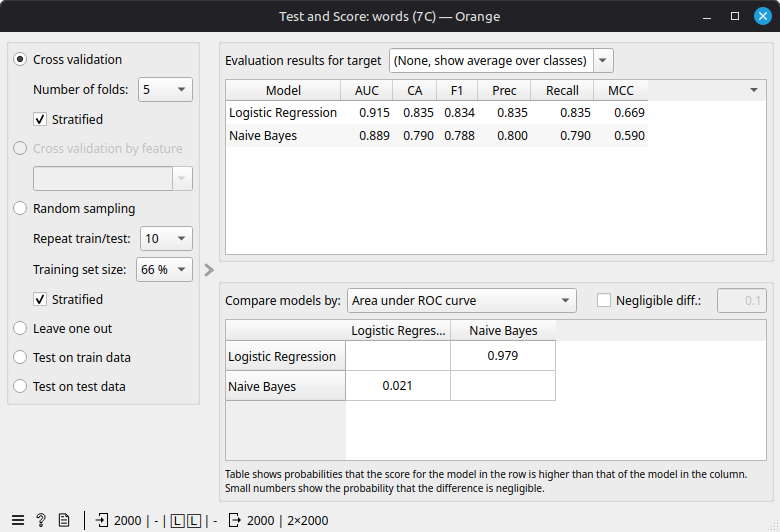 Test and Score: words (7C) — Orange
Cross validation
Number of folds: 5
Stratified
Cross validation by feature
Random sampling
Repeat train/test: 10
Training set size: 66 %
Stratified
Leave one out
Test on train data
Test on test data
Evaluation results for target (None, show average over classes)
Model AUC CA F1 Prec Recall MCC
Logistic Regression 0.915 0.835 0.834 0.835 0.835 0.669
Naive Bayes 0.889 0.790 0.788 0.800 0.790 0.590
Compare models by: Area under ROC curve Negligible diff.: 0.1
Logistic Regres... Naive Bayes
Logistic Regression 0.979
Naive Bayes 0.021
Table shows probabilities that the score for the model in the row is higher than that of the model in the column.
Small numbers show the probability that the difference is negligible.
2000 | - | L L | - 2000 | 2×2000